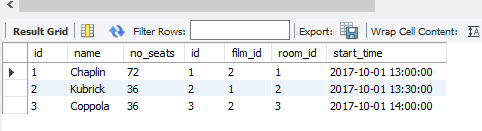 Result Grid Filter Rows: Export: Wrap Cell Content:
id name no_seats id film_id room_id start_time
1 Chaplin 72 1 2 1 2017-10-01 13:00:00
2 Kubrick 36 2 1 2 2017-10-01 13:30:00
3 Coppola 36 3 2 3 2017-10-01 14:00:00